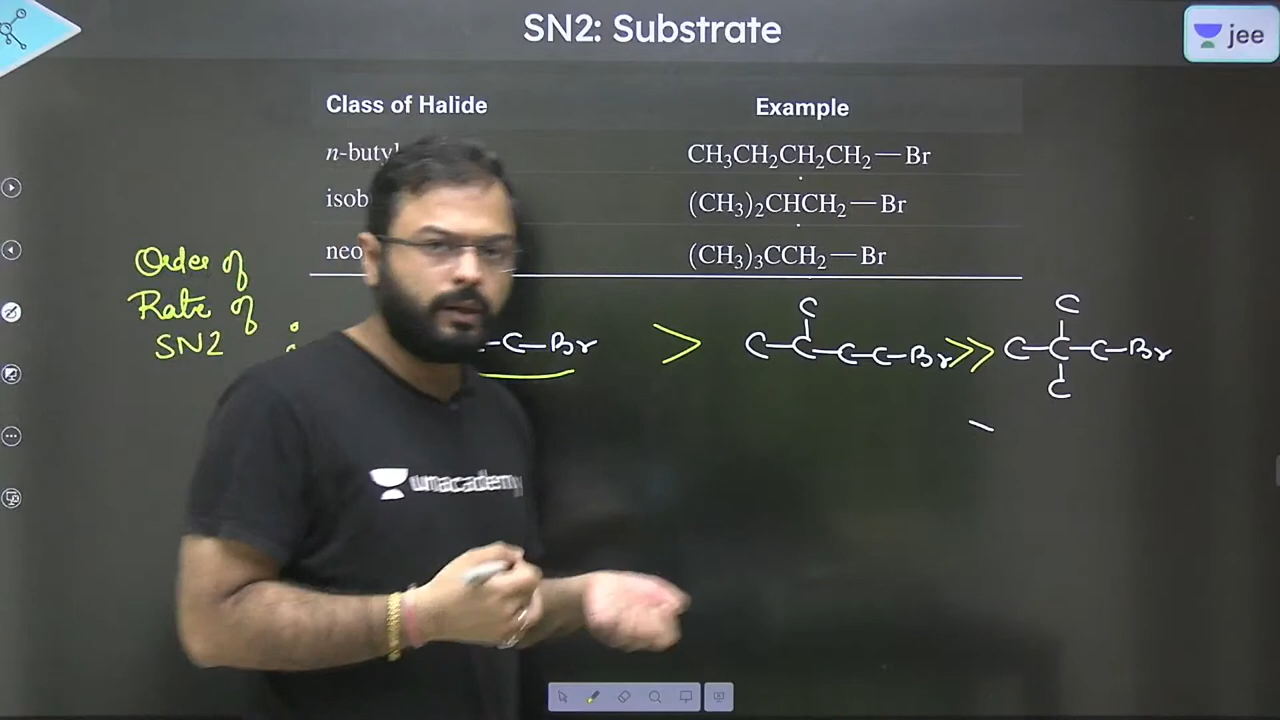 SN2: Substrate
jee
Class of Halide Example
n-butyl CH₃CH₂CH₂CH₂—Br
isob (CH₃)₂CHCH₂—Br
neo (CH₃)₃CCH₂—Br
Order of
Rate of
SN2 :
–C–Br > C–C–C–C–Br >> C–C–C–Br
C
C
C
unacademy